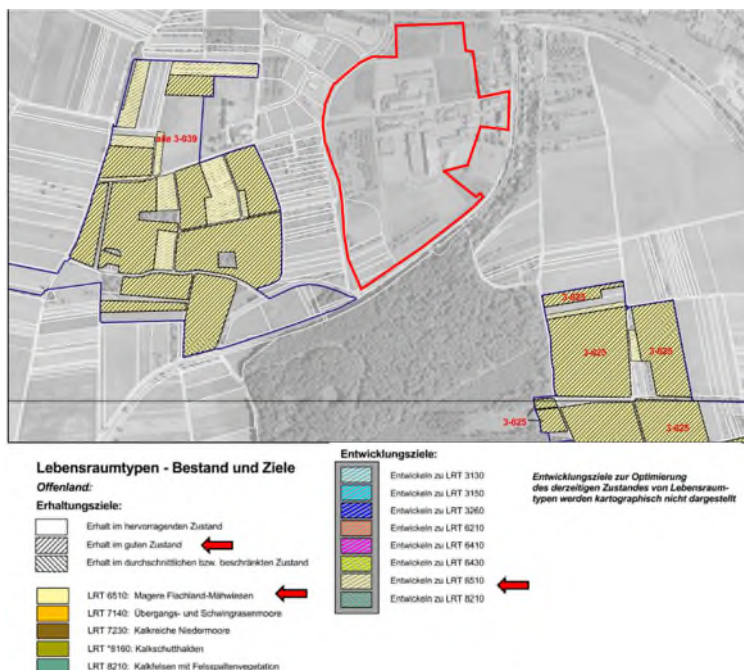 alle 3-039
3-025
3-025
3-025
3-025
3-025
Lebensraumtypen - Bestand und Ziele
Offenland:
Erhaltungsziele:
Erhalt im hervorragenden Zustand
Erhalt im guten Zustand
Erhalt im durchschnittlichen bzw. beschränkten Zustand
LRT 6510: Magere Flachland-Mähwiesen
LRT 7140: Übergangs- und Schwingrasenmoore
LRT 7230: Kalkreiche Niedermoore
LRT *8160: Kalkschutthalden
LRT 8210: Kalkfelsen mit Felsspaltenvegetation
Entwicklungsziele:
Entwickeln zu LRT 3130
Entwickeln zu LRT 3150
Entwickeln zu LRT 3260
Entwickeln zu LRT 6210
Entwickeln zu LRT 6410
Entwickeln zu LRT 6430
Entwickeln zu LRT 6510
Entwickeln zu LRT 8210
Entwicklungsziele zur Optimierung
des derzeitigen Zustandes von Lebensraum-
typen werden kartographisch nicht dargestellt